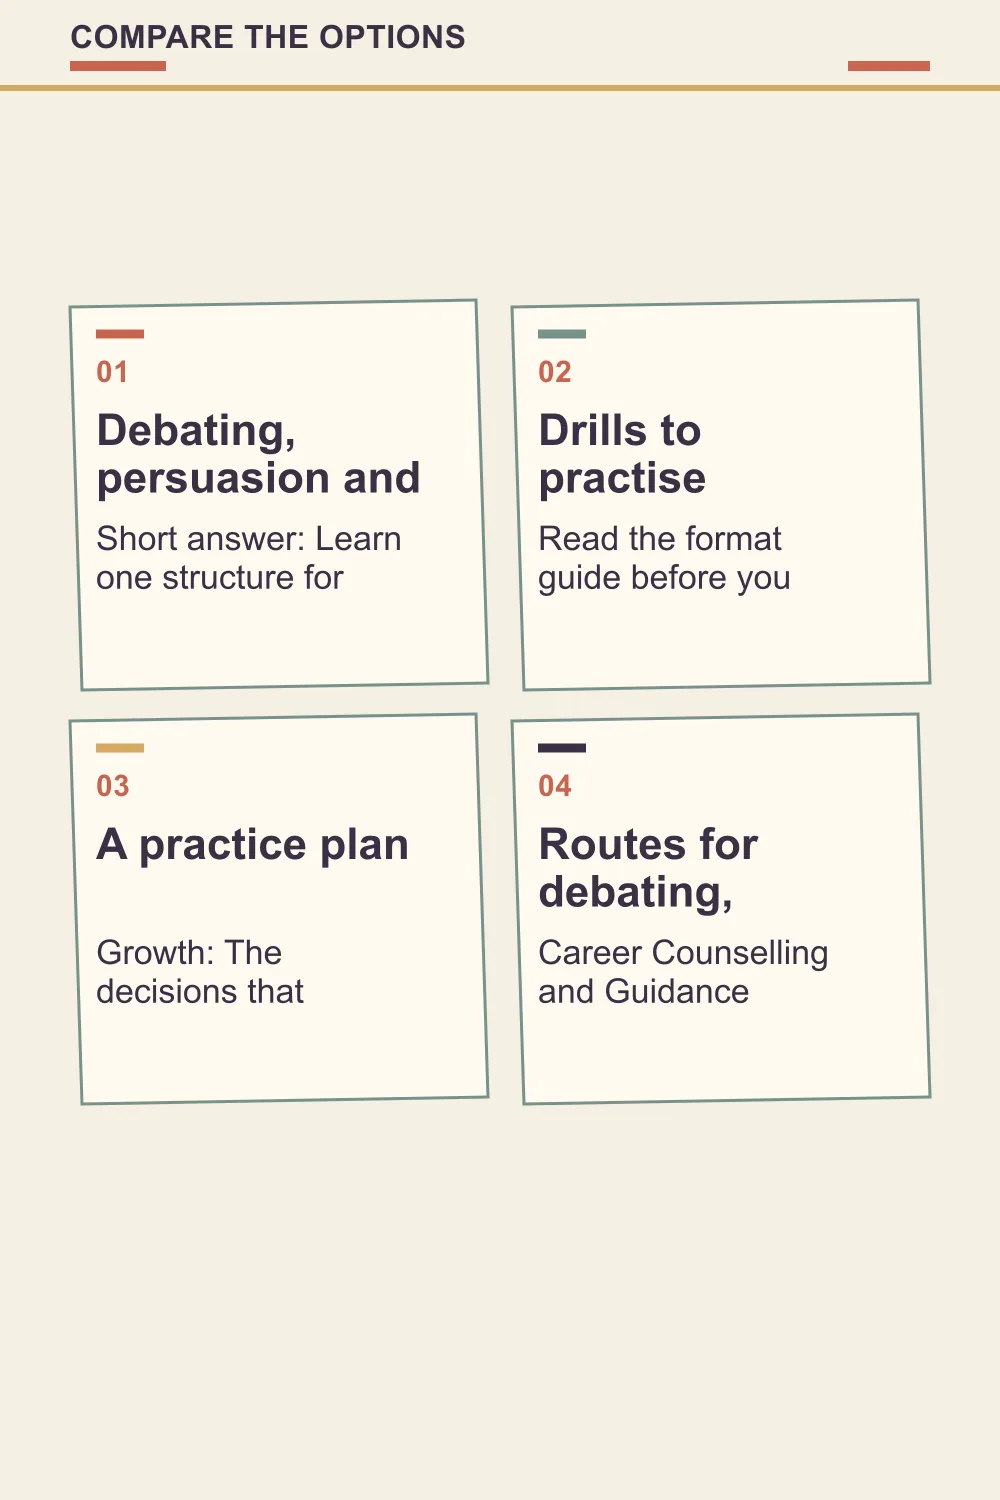 COMPARE THE OPTIONS
01
Debating,
persuasion and
Short answer: Learn
one structure for
02
Drills to
practise
Read the format
guide before you
03
A practice plan
Growth: The
decisions that
04
Routes for
debating,
Career Counselling
and Guidance